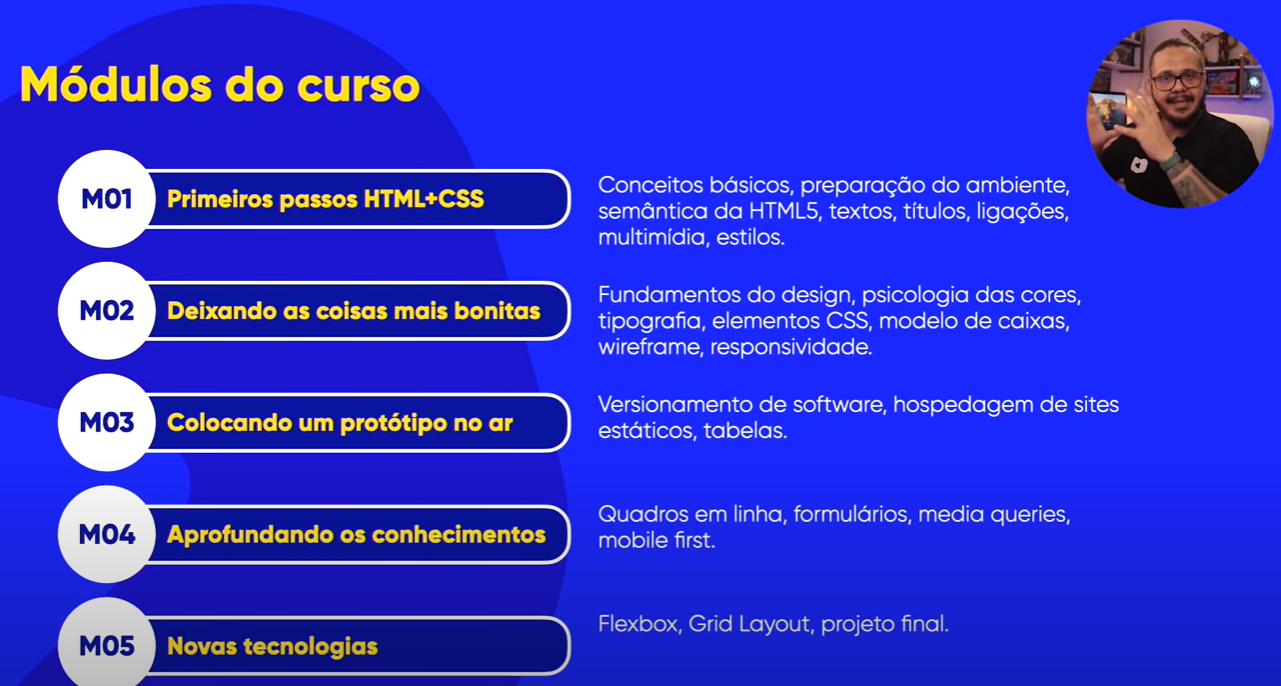 Módulos do curso
M01
Primeiros passos HTML+CSS
Conceitos básicos, preparação do ambiente,
semântica da HTML5, textos, títulos, ligações,
multimídia, estilos.
M02
Deixando as coisas mais bonitas
Fundamentos do design, psicologia das cores,
tipografia, elementos CSS, modelo de caixas,
wireframe, responsividade.
M03
Colocando um protótipo no ar
Versionamento de software, hospedagem de sites
estáticos, tabelas.
M04
Aprofundando os conhecimentos
Quadros em linha, formulários, media queries,
mobile first.
M05
Novas tecnologias
Flexbox, Grid Layout, projeto final.